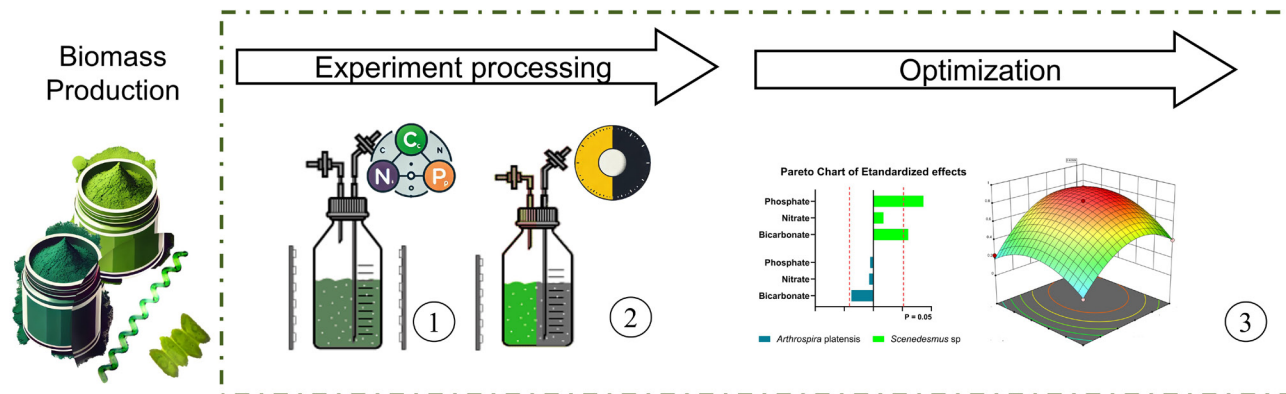 Biomass
Production
Experiment processing
Optimization
C
N
C
N
P
O
1
2
Pareto Chart of Etandardized effects
Phosphate
Nitrate
Bicarbonate
Phosphate
Nitrate
Bicarbonate
P = 0.05
Arthrospira platensis
Scenedesmus sp
3